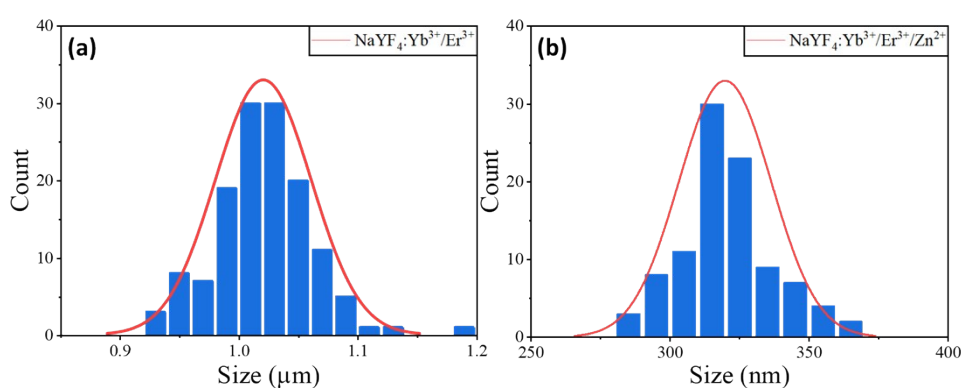 (a)
NaYF₄:Yb³⁺/Er³⁺
40
30
20
10
0
Count
0.9 1.0 1.1 1.2
Size (µm)
(b)
NaYF₄:Yb³⁺/Er³⁺/Zn²⁺
40
30
20
10
0
Count
250 300 350 400
Size (nm)